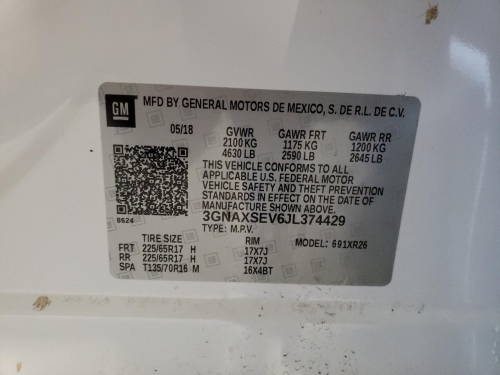 GM
MFD BY GENERAL MOTORS DE MEXICO, S. DE R.L. DE C.V.
05/18 GVWR GAWR FRT GAWR RR
2100 KG 1175 KG 1200 KG
4630 LB 2590 LB 2645 LB
THIS VEHICLE CONFORMS TO ALL
APPLICABLE U.S. FEDERAL MOTOR
VEHICLE SAFETY AND THEFT PREVENTION
STANDARDS IN EFFECT ON THE DATE
OF MANUFACTURE SHOWN ABOVE.
8624 3GNAXSEV6JL374429
TYPE: M.P.V.
TIRE SIZE RIM MODEL: 691XR26
FRT 225/65R17 H 17X7J
RR 225/65R17 H 17X7J
SPA T135/70R16 M 16X4BT